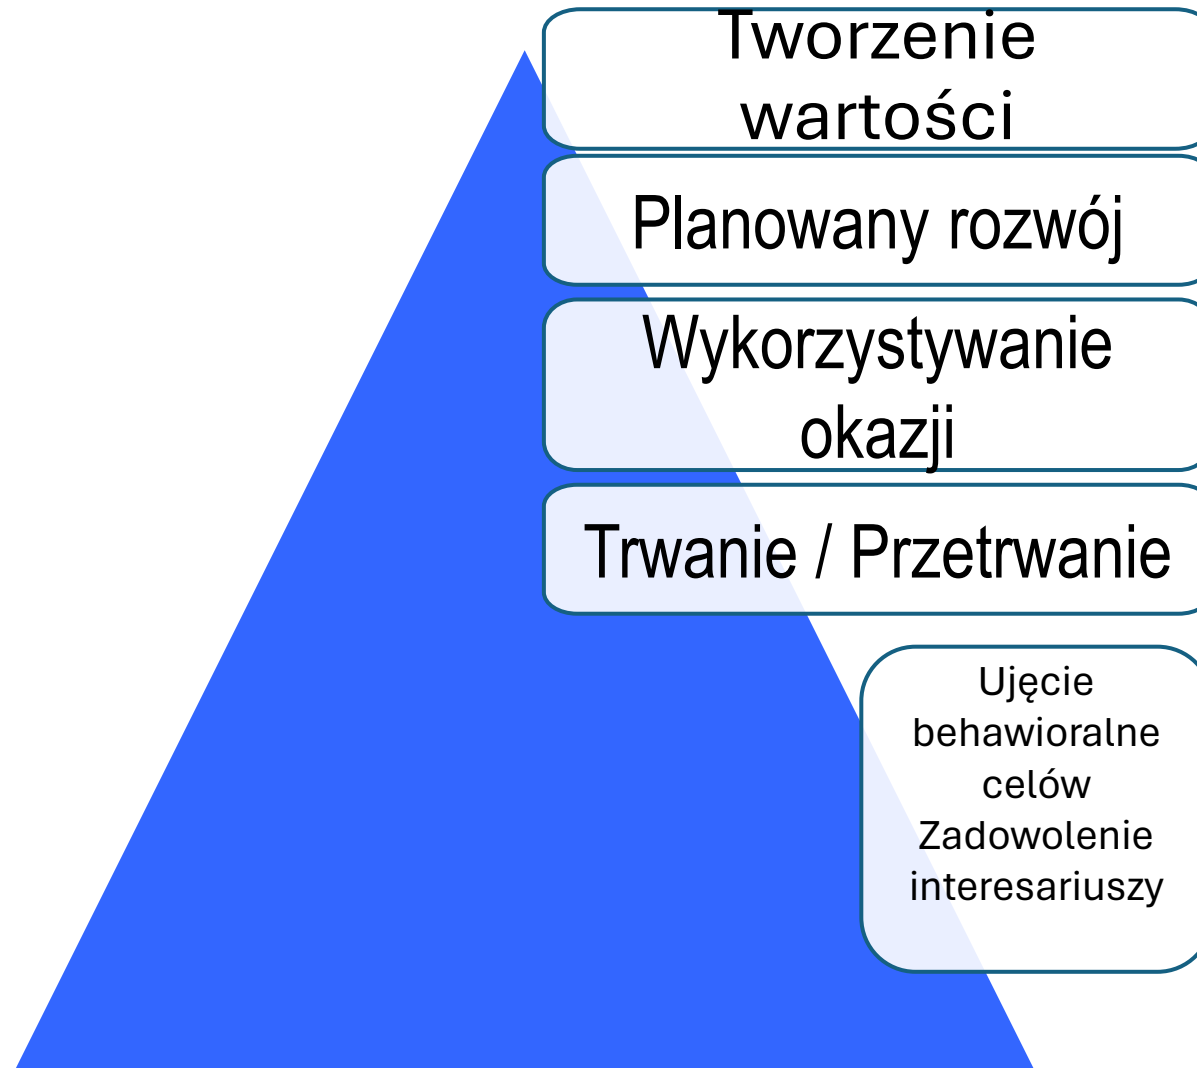 Tworzenie
wartości
Planowany rozwój
Wykorzystywanie
okazji
Trwanie / Przetrwanie
Ujęcie
behawioralne
celów
Zadowolenie
interesariuszy